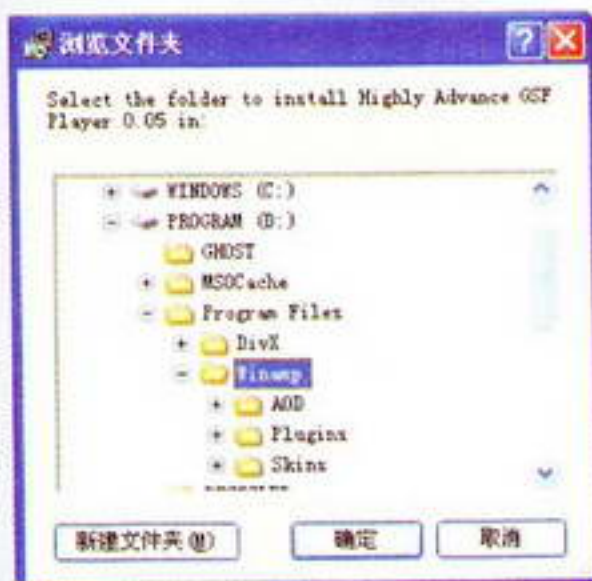 浏览文件夹
Select the folder to install Highly Advance GSF
Player 0.05 in:
WINDOWS (C:)
PROGRAM (D:)
GHOST
MSOCache
Program Files
DivX
Winamp
AOD
Plugins
Skins
新建文件夹(M)
确定
取消